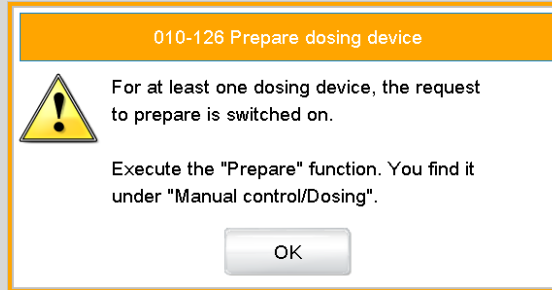 010-126 Prepare dosing device
For at least one dosing device, the request
to prepare is switched on.
Execute the "Prepare" function. You find it
under "Manual control/Dosing".
OK